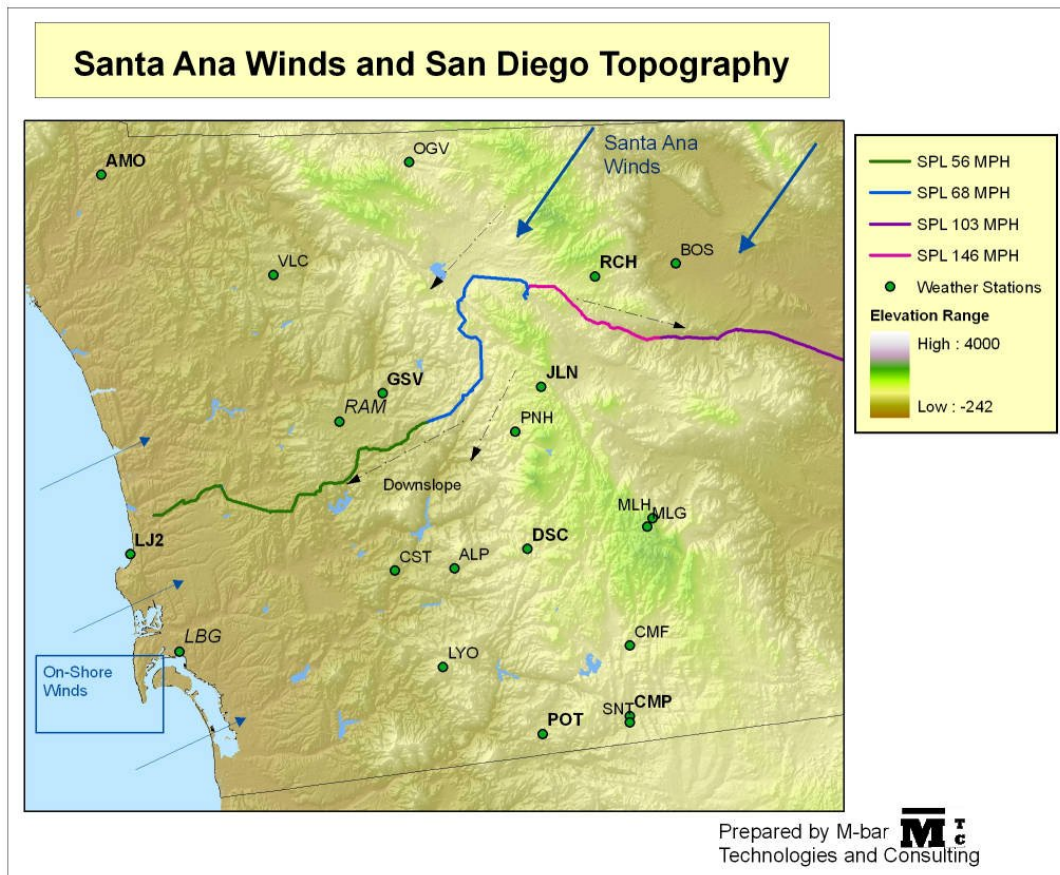 Santa Ana Winds and San Diego Topography
AMO
OGV
Santa Ana
Winds
VLC
RCH
BOS
GSV
RAM
JLN
PNH
Downslope
MLH
MLG
LJ2
DSC
CST
ALP
LBG
CMF
LYO
On-Shore
Winds
SNT
CMP
POT
SPL 56 MPH
SPL 68 MPH
SPL 103 MPH
SPL 146 MPH
Weather Stations
Elevation Range
High : 4000
Low : -242
Prepared by M-bar
Technologies and Consulting
M T
C